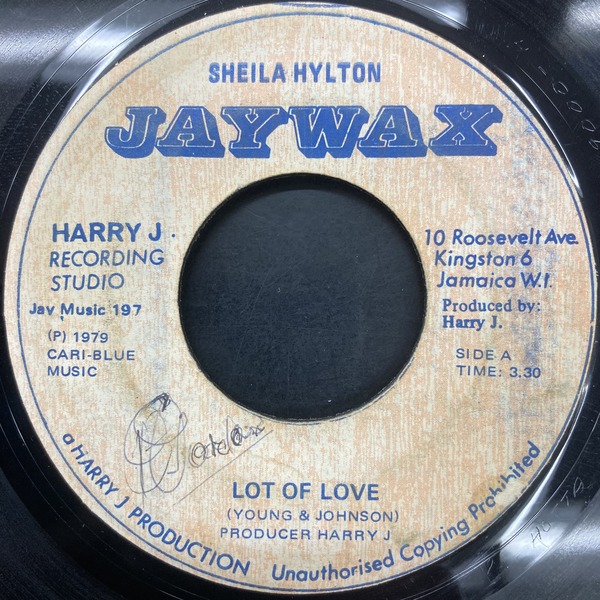 SHEILA HYLTON
JAYWAX
HARRY J.
RECORDING
STUDIO
Jay Music 197
(P) 1979
CARI-BLUE
MUSIC
10 Roosevelt Ave.
Kingston 6
Jamaica W.I.
Produced by:
Harry J.
SIDE A
TIME: 3.30
LOT OF LOVE
(YOUNG & JOHNSON)
PRODUCER HARRY J
a HARRY J PRODUCTION
Unauthorised Copying Prohibited